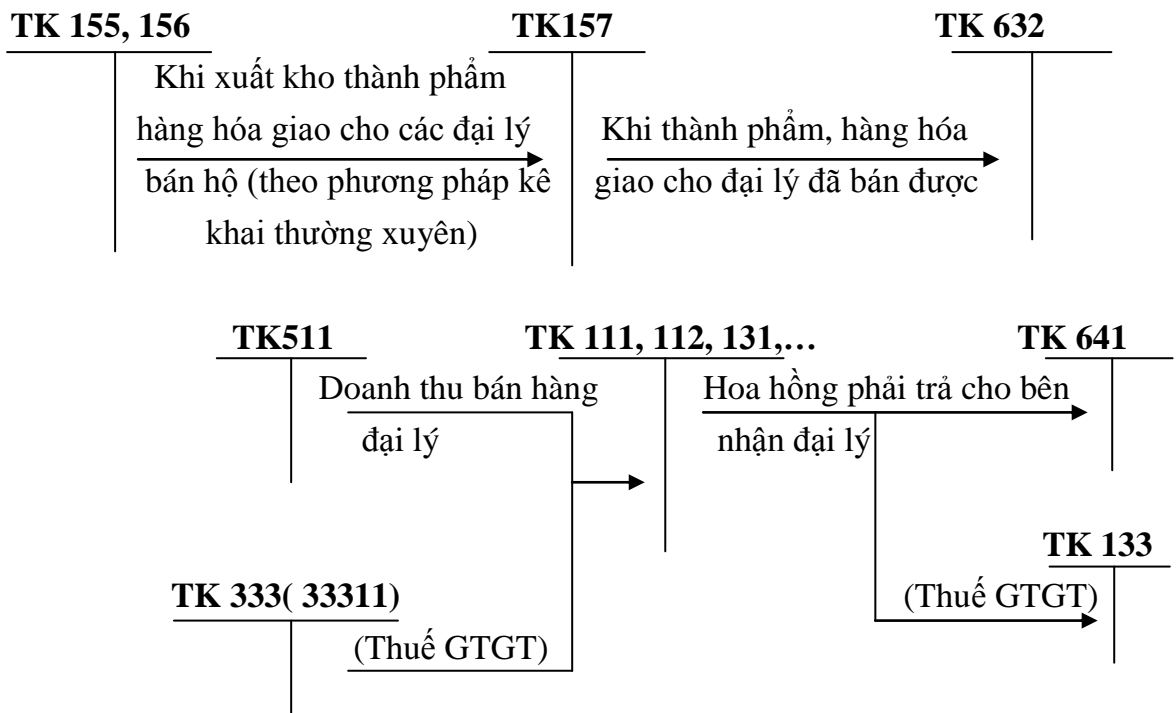 TK 155, 156
TK157
TK 632
Khi xuất kho thành phẩm
hàng hóa giao cho các đại lý
bán hộ (theo phương pháp kê
khai thường xuyên)
Khi thành phẩm, hàng hóa
giao cho đại lý đã bán được
TK511
TK 111, 112, 131,…
TK 641
Doanh thu bán hàng
đại lý
Hoa hồng phải trả cho bên
nhận đại lý
TK 133
TK 333( 33311)
(Thuế GTGT)
(Thuế GTGT)